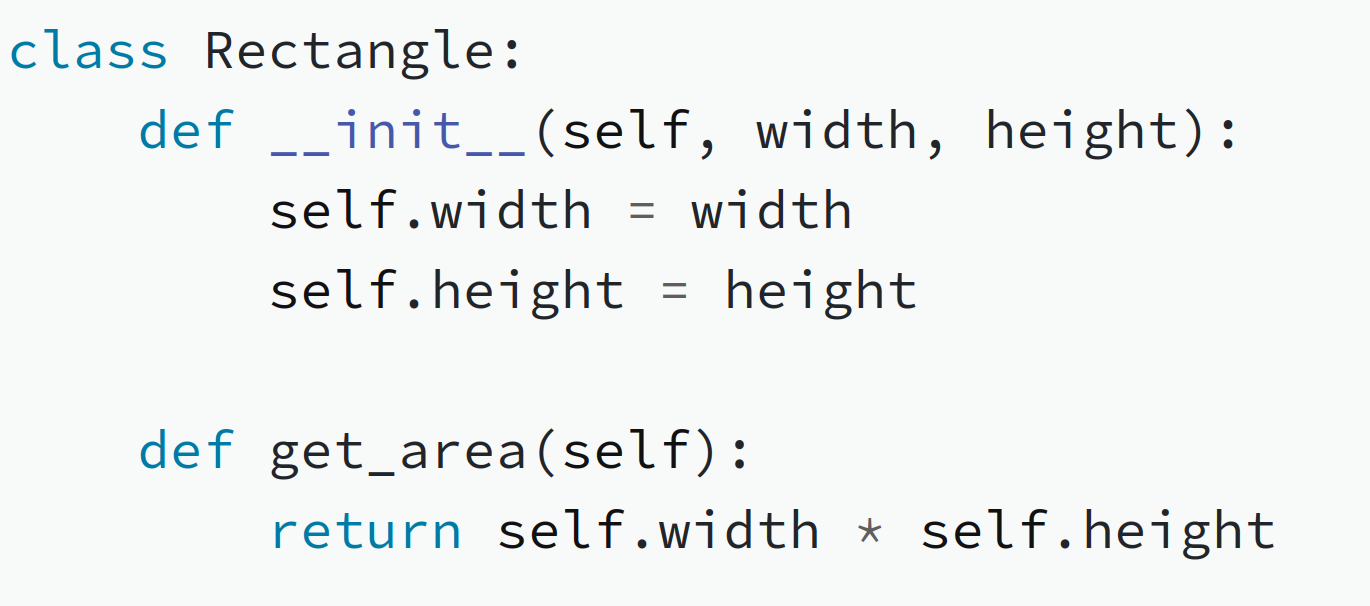 class Rectangle:
    def __init__(self, width, height):
        self.width = width
        self.height = height

    def get_area(self):
        return self.width * self.height